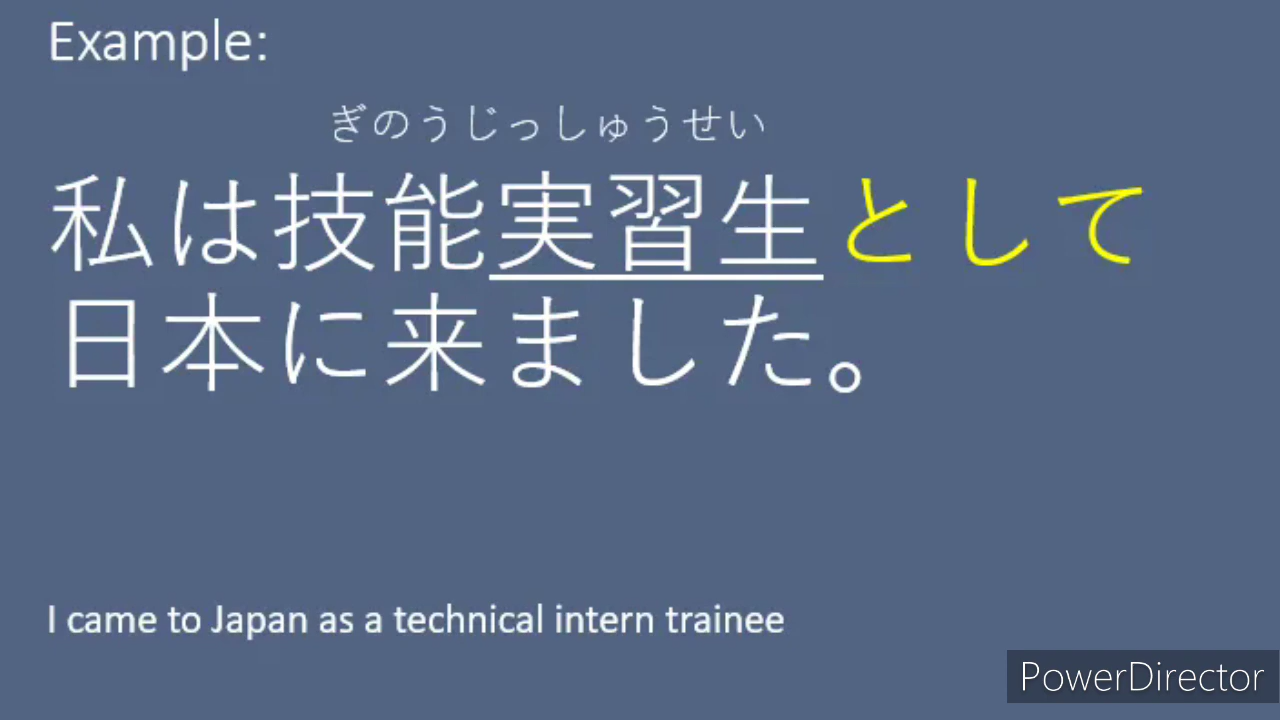 Example:
ぎのうじっしゅうせい
私は技能実習生として
日本に来ました。
I came to Japan as a technical intern trainee
PowerDirector